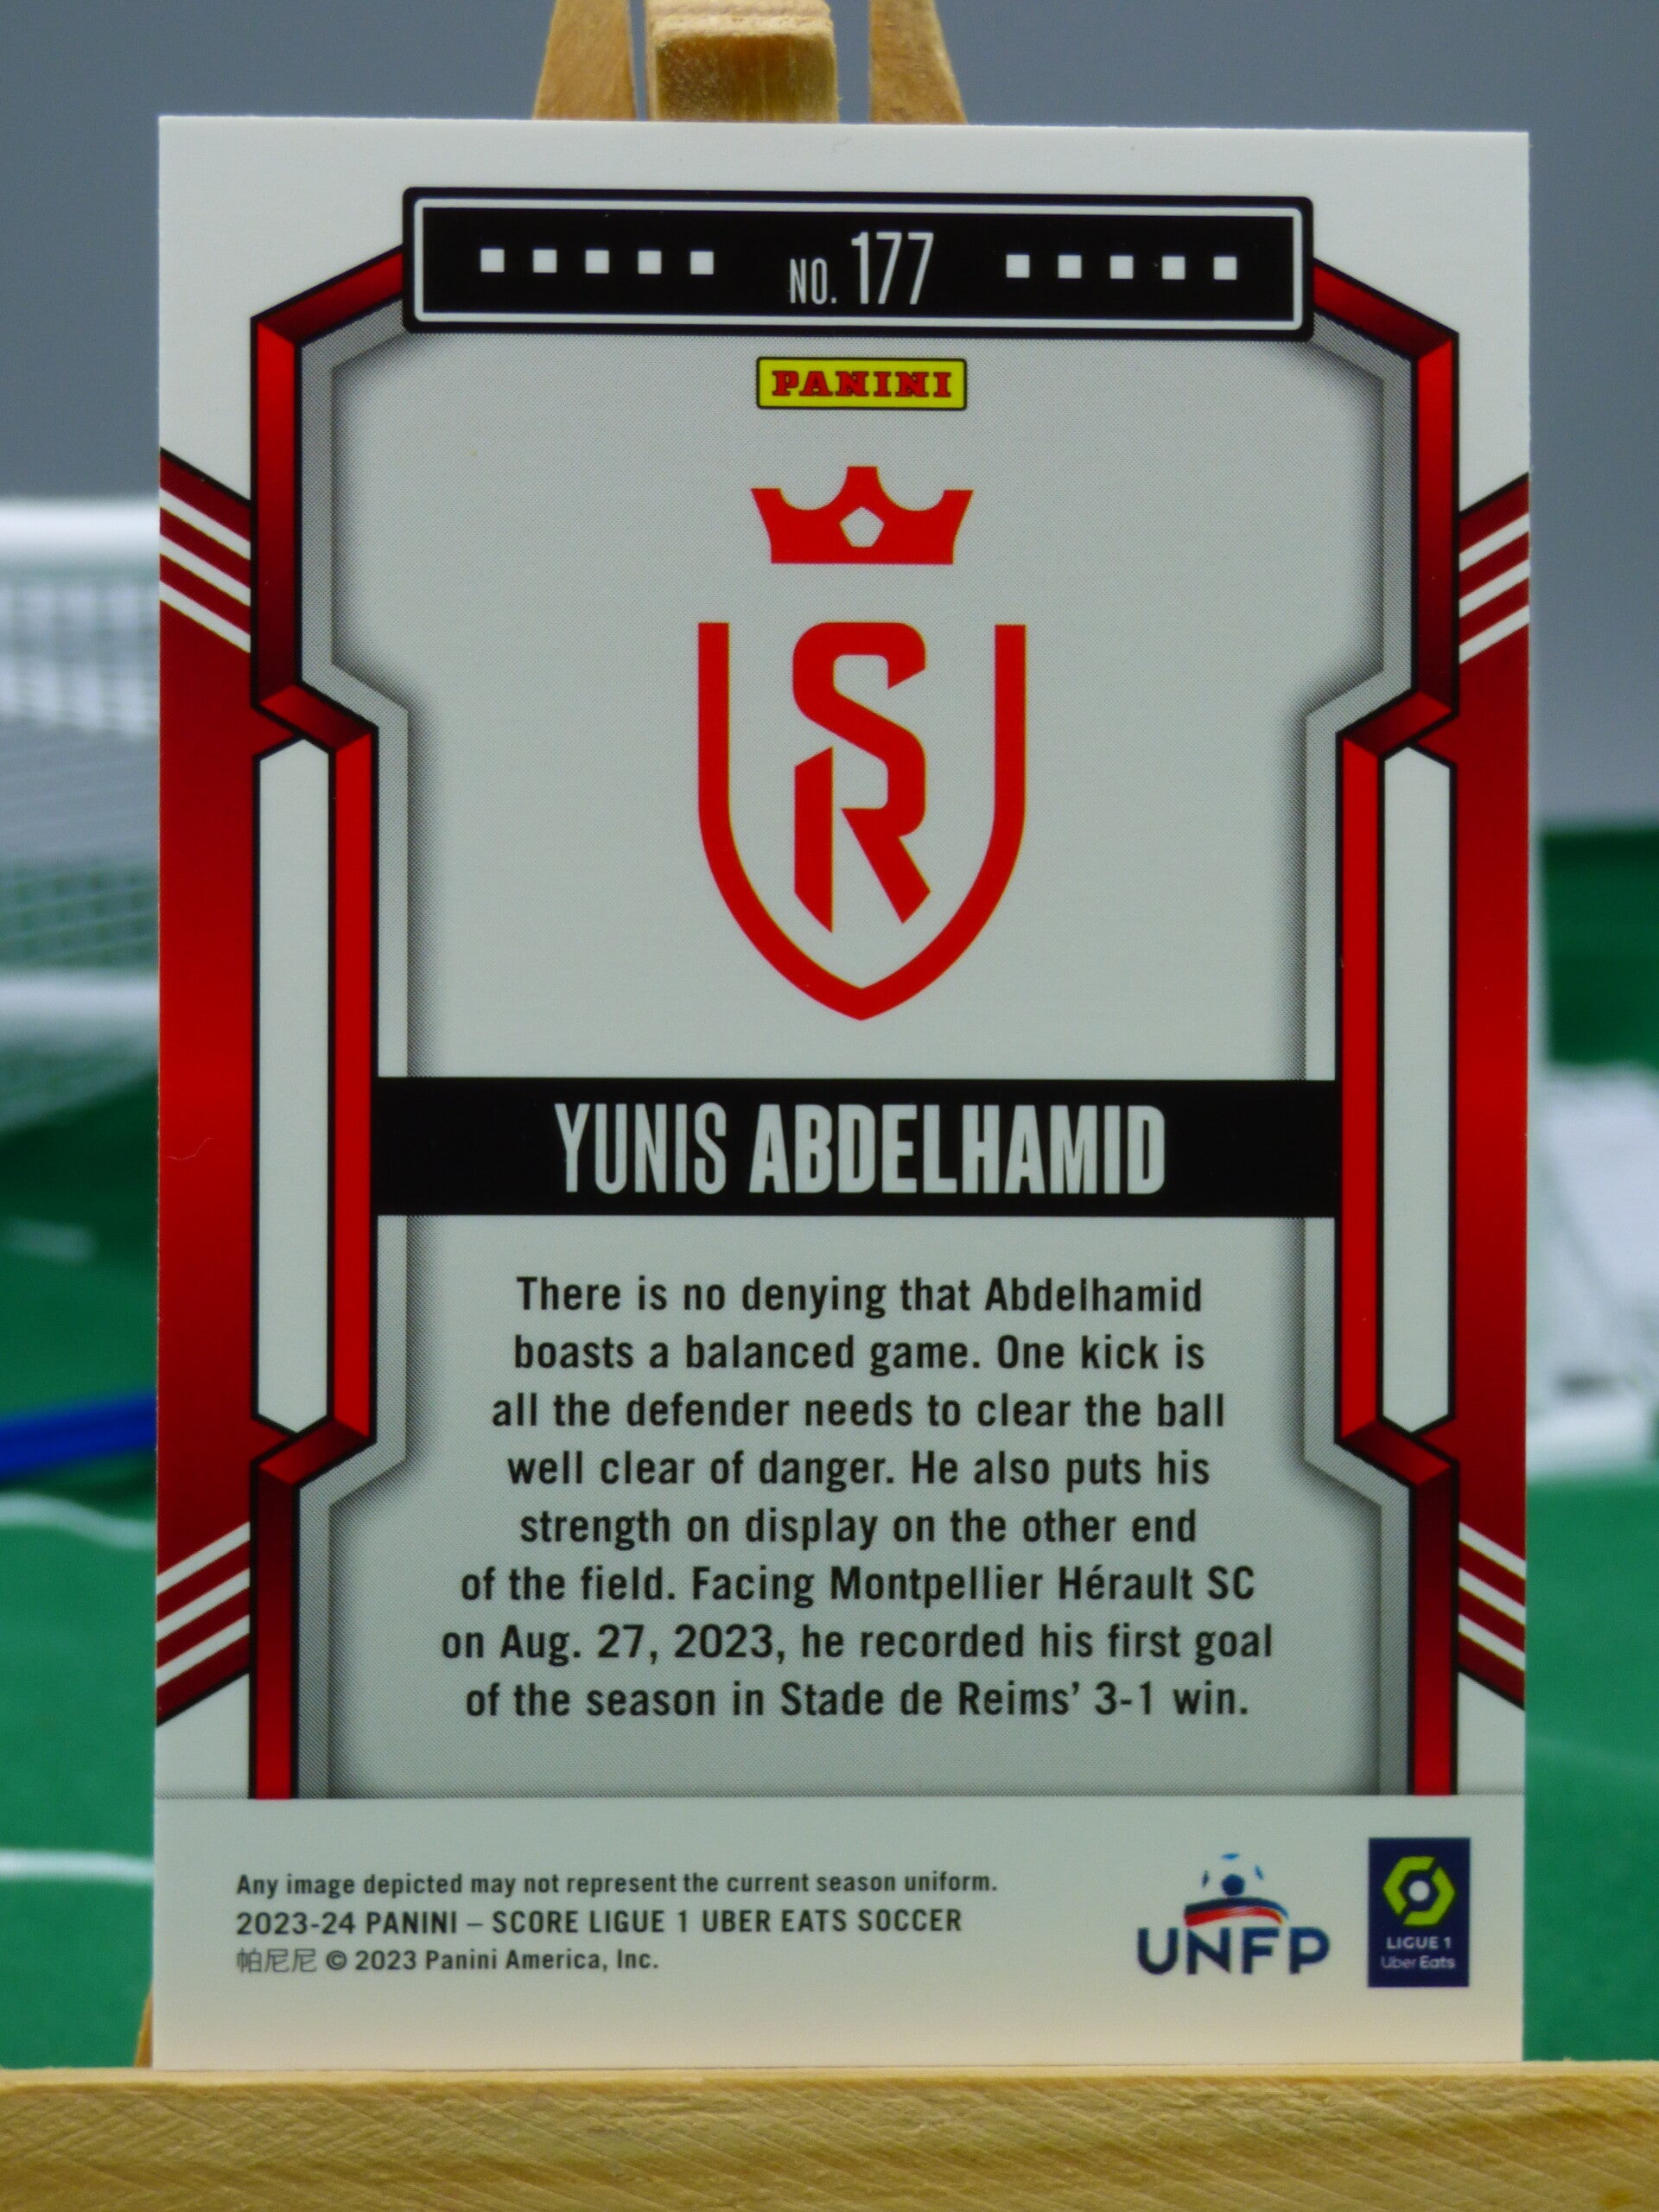 NO. 177
PANINI
SR
YUNIS ABDELHAMID
There is no denying that Abdelhamid
boasts a balanced game. One kick is
all the defender needs to clear the ball
well clear of danger. He also puts his
strength on display on the other end
of the field. Facing Montpellier Hérault SC
on Aug. 27, 2023, he recorded his first goal
of the season in Stade de Reims’ 3-1 win.
Any image depicted may not represent the current season uniform.
2023-24 PANINI – SCORE LIGUE 1 UBER EATS SOCCER
帕尼尼 © 2023 Panini America, Inc.
UNFP
LIGUE 1
Uber Eats